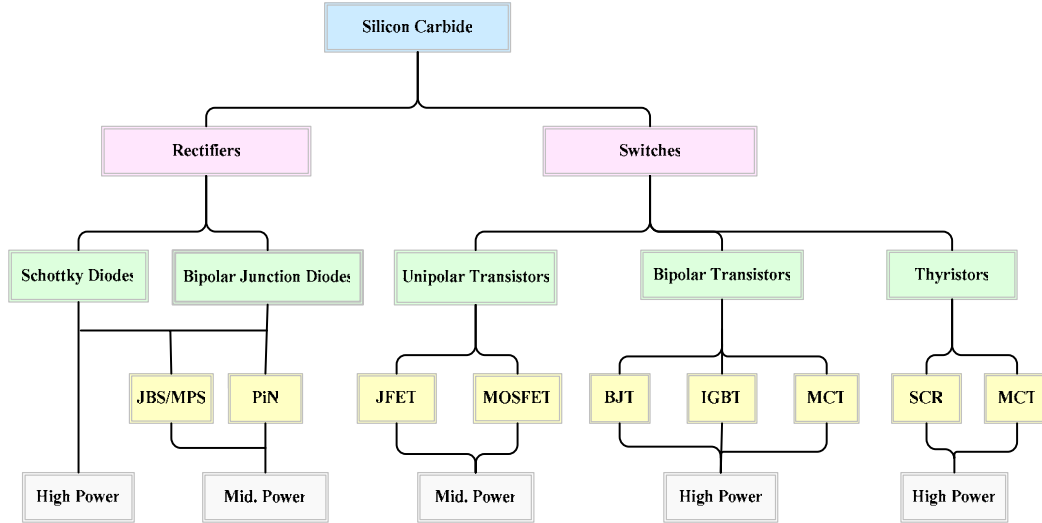 Silicon Carbide
Rectifiers
Switches
Schottky Diodes
Bipolar Junction Diodes
Unipolar Transistors
Bipolar Transistors
Thyristors
JBS/MPS
PiN
JFET
MOSFET
BJT
IGBT
MCT
SCR
MCT
High Power
Mid. Power
Mid. Power
High Power
High Power